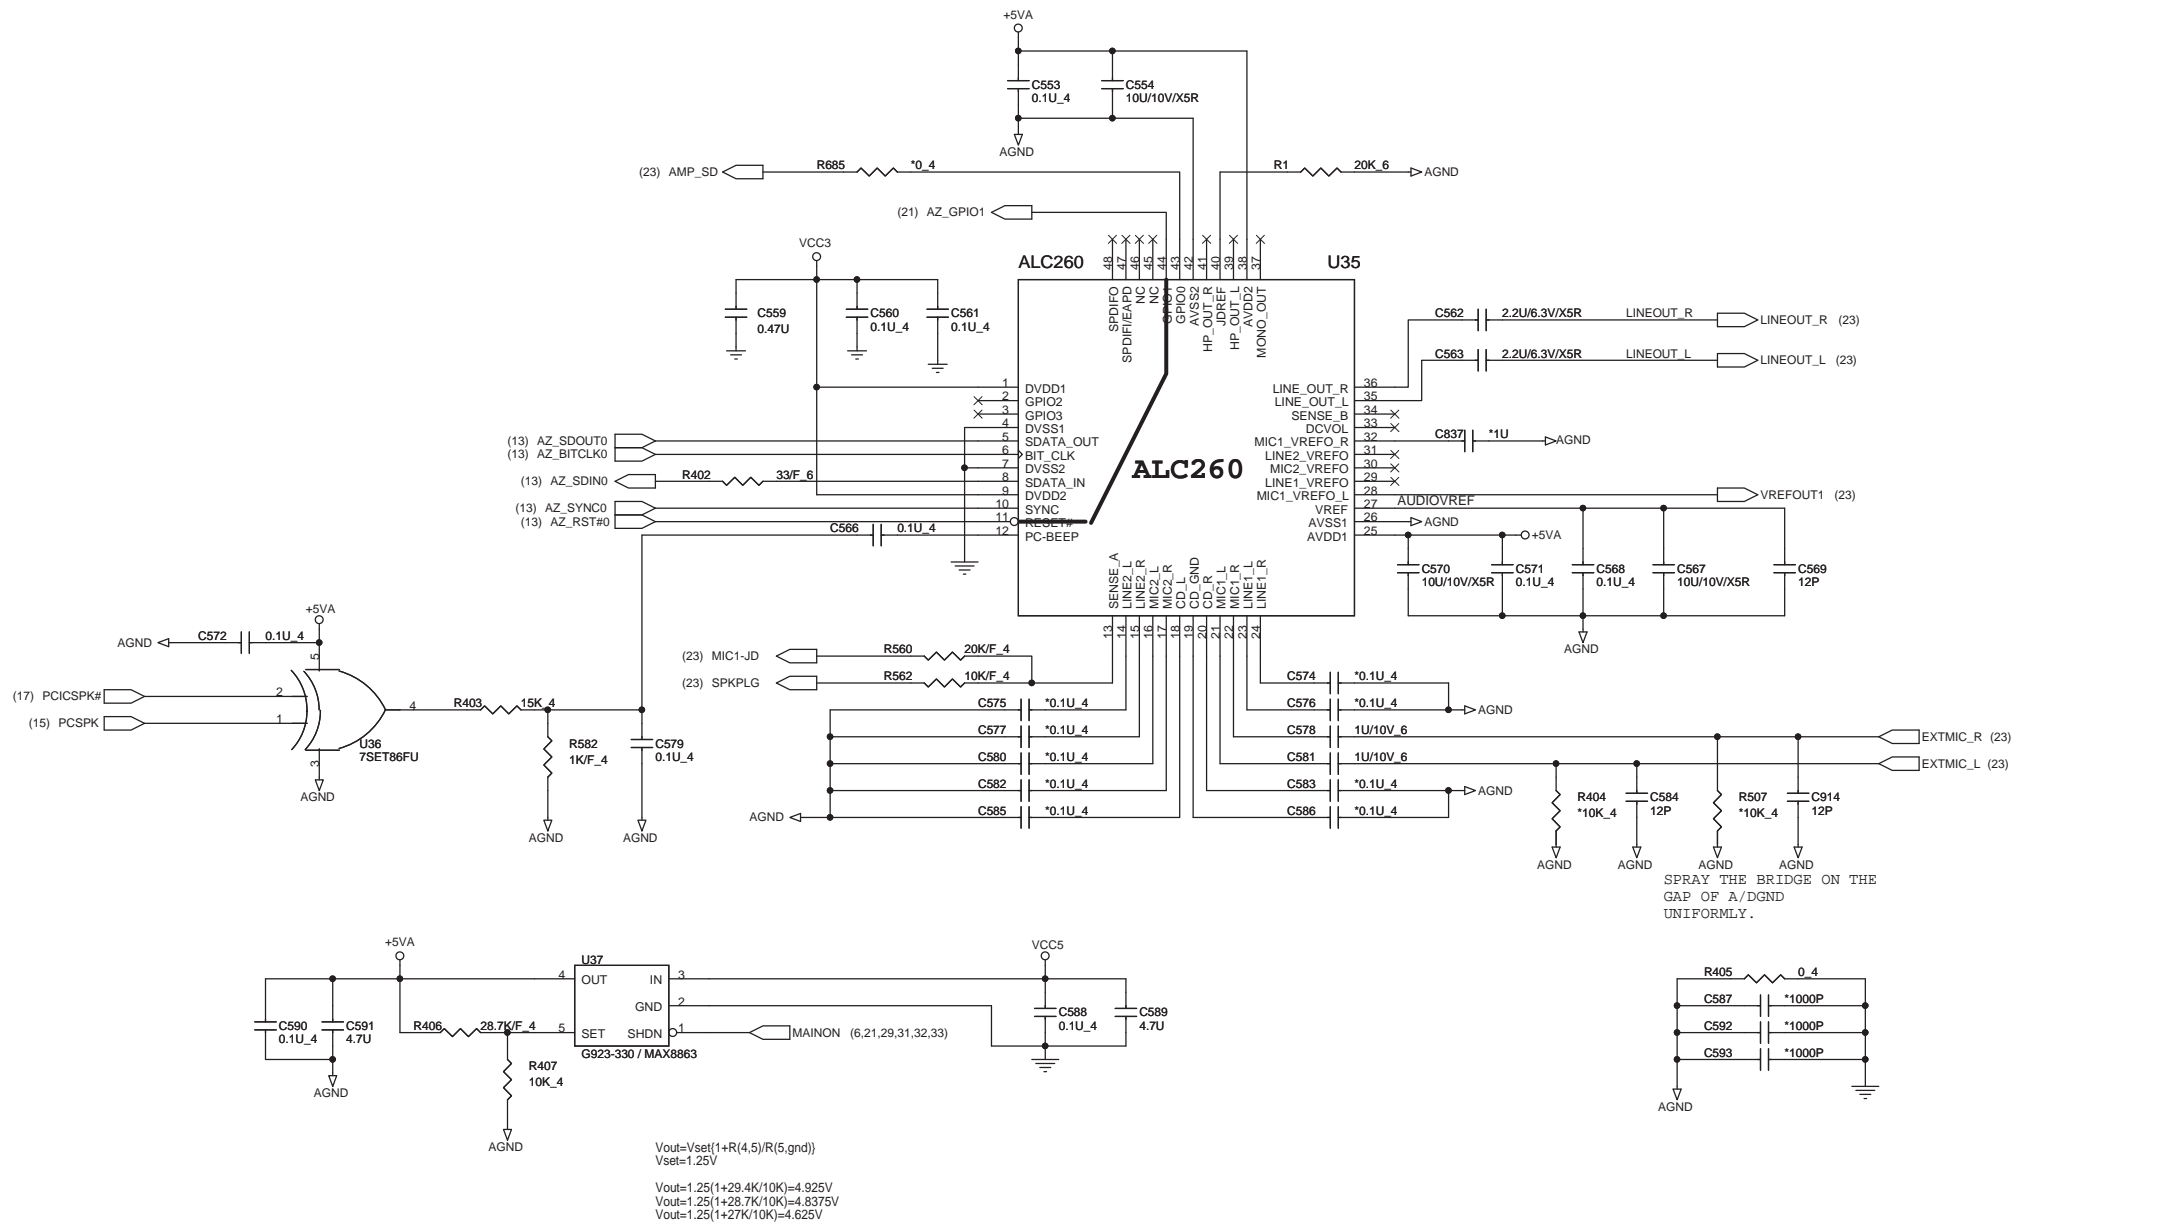 +5VA
C553
0.1U_4
C554
10U/10V/X5R
AGND
(23) AMP_SD
R685
*0_4
R1
20K_6
AGND
(21) AZ_GPIO1
VCC3
C559
0.47U
C560
0.1U_4
C561
0.1U_4
ALC260
U35
48 47 46 45 44 43 42 41 40 39 38 37
SPDIFO
SPDIFI/EAPD
NC
NC
GPIO1
GPIO0
AVSS2
HP_OUT_R
JDREF
HP_OUT_L
AVDD2
MONO_OUT
1 DVDD1
2 GPIO2
3 GPIO3
4 DVSS1
5 SDATA_OUT
6 BIT_CLK
7 DVSS2
8 SDATA_IN
9 DVDD2
10 SYNC
11 RESET#
12 PC-BEEP
(13) AZ_SDOUT0
(13) AZ_BITCLK0
(13) AZ_SDIN0
R402
33/F_6
(13) AZ_SYNC0
(13) AZ_RST#0
C566
0.1U_4
ALC260
LINE_OUT_R 36
LINE_OUT_L 35
SENSE_B 34
DCVOL 33
MIC1_VREFO_R 32
LINE2_VREFO 31
MIC2_VREFO 30
LINE1_VREFO 29
MIC1_VREFO_L 28
VREF 27
AVSS1 26
AVDD1 25
C562
2.2U/6.3V/X5R
LINEOUT_R
LINEOUT_R (23)
C563
2.2U/6.3V/X5R
LINEOUT_L
LINEOUT_L (23)
C837
*1U
AGND
VREFOUT1 (23)
AUDIOVREF
AGND
+5VA
C570
10U/10V/X5R
C571
0.1U_4
C568
0.1U_4
C567
10U/10V/X5R
C569
12P
AGND
SENSE_A
LINE2_L
LINE2_R
MIC2_L
MIC2_R
CD_L
CD_GND
CD_R
MIC1_L
MIC1_R
LINE1_L
LINE1_R
13 14 15 16 17 18 19 20 21 22 23 24
+5VA
AGND
C572
0.1U_4
5
(17) PCICSPK#
2
(15) PCSPK
1
4
3
U36
7SET86FU
AGND
R403
15K_4
R582
1K/F_4
C579
0.1U_4
AGND
AGND
(23) MIC1-JD
R560
20K/F_4
(23) SPKPLG
R562
10K/F_4
C575
*0.1U_4
C577
*0.1U_4
C580
*0.1U_4
C582
*0.1U_4
AGND
C585
*0.1U_4
C574
*0.1U_4
C576
*0.1U_4
AGND
C578
1U/10V_6
EXTMIC_R (23)
C581
1U/10V_6
EXTMIC_L (23)
C583
*0.1U_4
AGND
C586
*0.1U_4
R404
*10K_4
C584
12P
R507
*10K_4
C914
12P
AGND
AGND
AGND
AGND
SPRAY THE BRIDGE ON THE
GAP OF A/DGND
UNIFORMLY.
+5VA
U37
4 OUT
IN 3
GND 2
5 SET
SHDN 1
G923-330 / MAX8863
C590
0.1U_4
C591
4.7U
AGND
R406
28.7K/F_4
R407
10K_4
AGND
VCC5
C588
0.1U_4
C589
4.7U
MAINON (6,21,29,31,32,33)
R405
0_4
C587
*1000P
C592
*1000P
C593
*1000P
AGND
Vout=Vset{1+R(4,5)/R(5,gnd)}
Vset=1.25V
Vout=1.25(1+29.4K/10K)=4.925V
Vout=1.25(1+28.7K/10K)=4.8375V
Vout=1.25(1+27K/10K)=4.625V